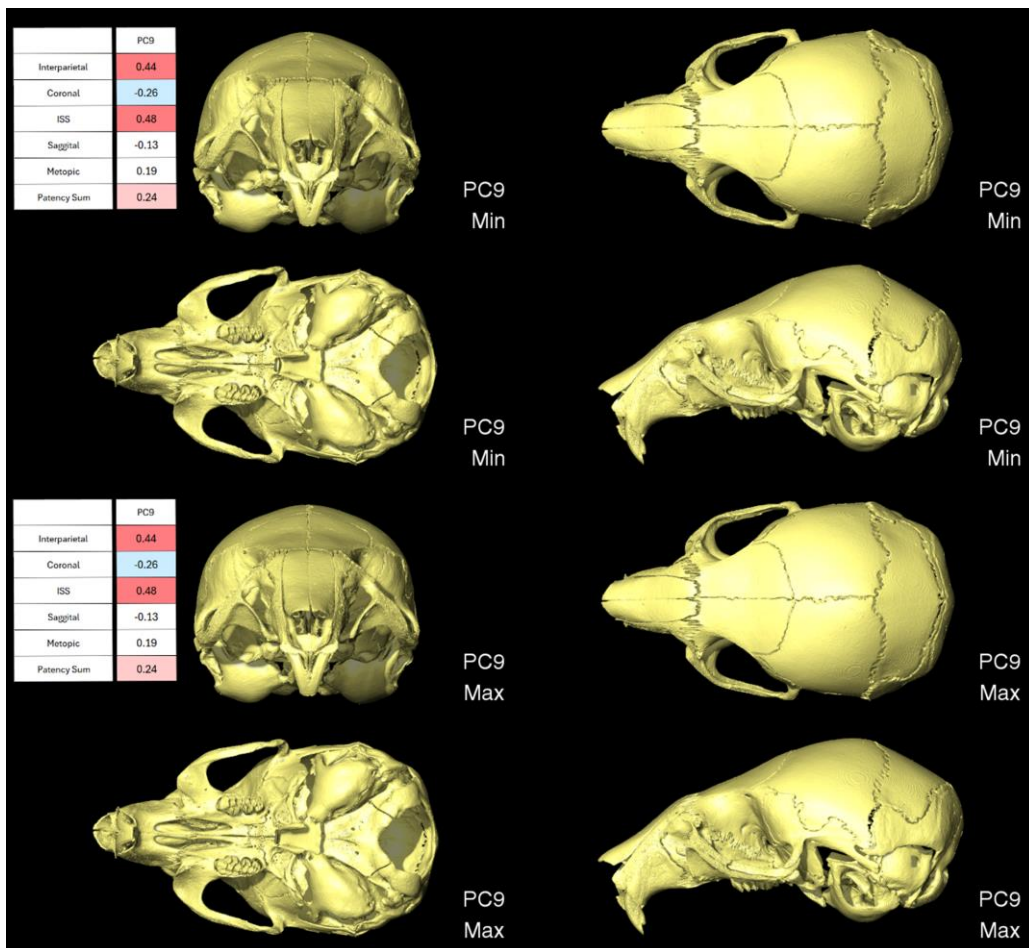 PC9
Interparietal 0.44
Coronal -0.26
ISS 0.48
Saggital -0.13
Metopic 0.19
Patency Sum 0.24
PC9
Min
PC9
Min
PC9
Min
PC9
Min
PC9
Interparietal 0.44
Coronal -0.26
ISS 0.48
Saggital -0.13
Metopic 0.19
Patency Sum 0.24
PC9
Max
PC9
Max
PC9
Max
PC9
Max